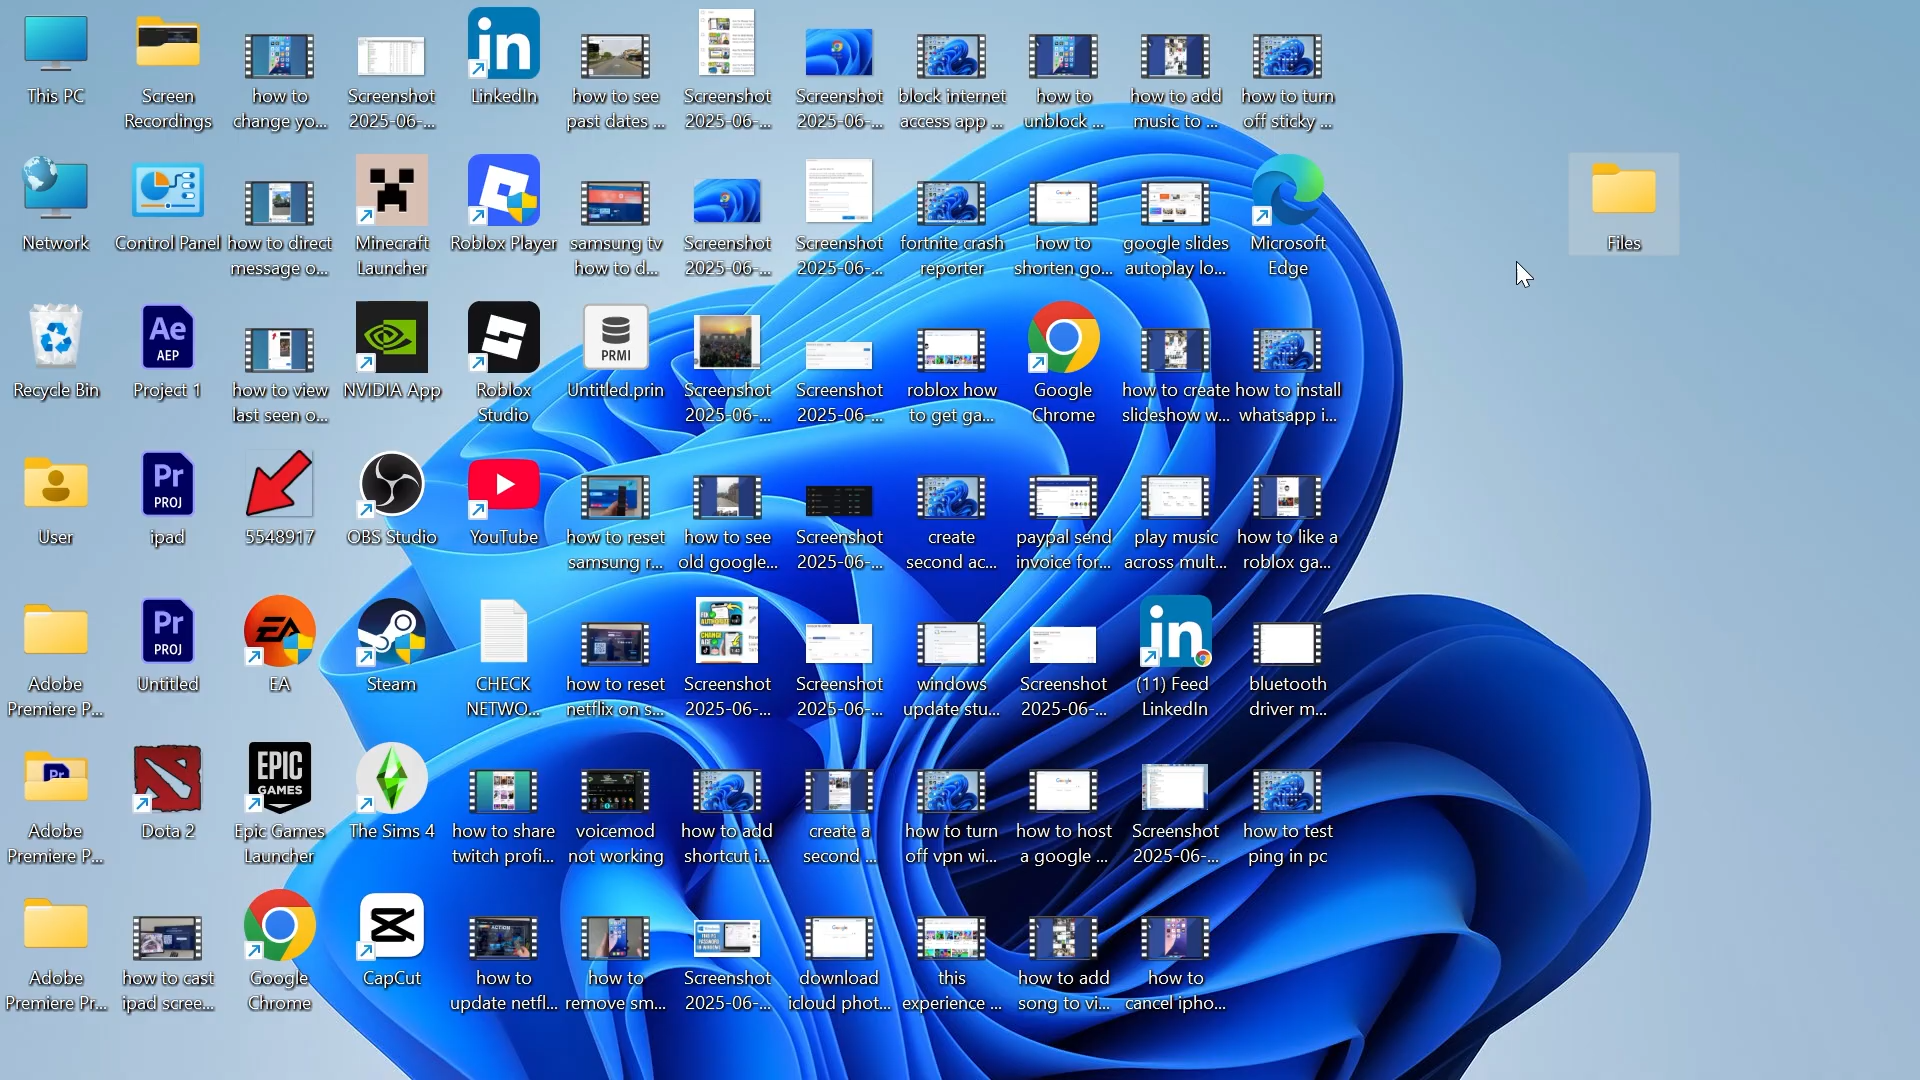 This PC
Screen
Recordings
how to
change yo...
Screenshot
2025-06-...
LinkedIn
how to see
past dates ...
Screenshot
2025-06-...
Screenshot
2025-06-...
block internet
access app ...
how to
unblock ...
how to add
music to ...
how to turn
off sticky ...
Network
Control Panel
how to direct
message o...
Minecraft
Launcher
Roblox Player
samsung tv
how to d...
Screenshot
2025-06-...
Screenshot
2025-06-...
fortnite crash
reporter
how to
shorten go...
google slides
autoplay lo...
Microsoft
Edge
Files
Recycle Bin
Ae
AEP
Project 1
how to view
last seen o...
NVIDIA App
Roblox
Studio
PRMI
Untitled.prin
Screenshot
2025-06-...
Screenshot
2025-06-...
roblox how
to get ga...
Google
Chrome
how to create
slideshow w...
how to install
whatsapp i...
User
Pr
PROJ
ipad
5548917
OBS Studio
YouTube
how to reset
samsung r...
how to see
old google...
Screenshot
2025-06-...
create
second ac...
paypal send
invoice for...
play music
across mult...
how to like a
roblox ga...
Adobe
Premiere P...
Pr
PROJ
Untitled
EA
EA
Steam
CHECK
NETWO...
how to reset
netflix on s...
Screenshot
2025-06-...
Screenshot
2025-06-...
windows
update stu...
Screenshot
2025-06-...
in
(11) Feed
LinkedIn
bluetooth
driver m...
Pr
Adobe
Premiere P...
Dota 2
EPIC
GAMES
Epic Games
Launcher
The Sims 4
how to share
twitch profi...
voicemod
not working
how to add
shortcut i...
create a
second ...
how to turn
off vpn wi...
how to host
a google ...
Screenshot
2025-06-...
how to test
ping in pc
Adobe
Premiere Pr...
how to cast
ipad scree...
Google
Chrome
CapCut
how to
update netfl...
how to
remove sm...
Screenshot
2025-06-...
download
icloud phot...
this
experience ...
how to add
song to vi...
how to
cancel ipho...